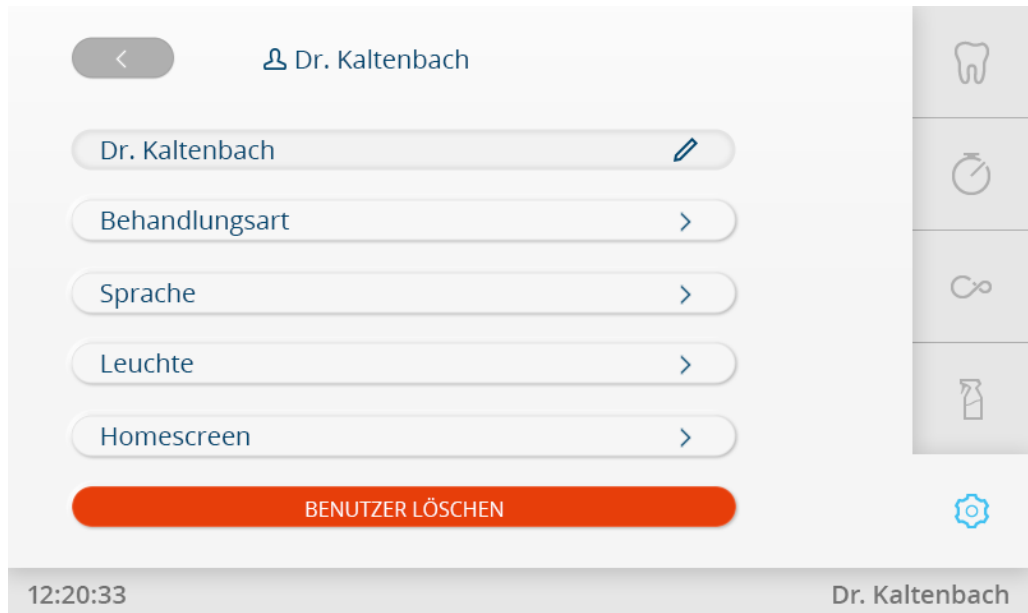 Dr. Kaltenbach
Dr. Kaltenbach
Behandlungsart
Sprache
Leuchte
Homescreen
BENUTZER LÖSCHEN
12:20:33
Dr. Kaltenbach